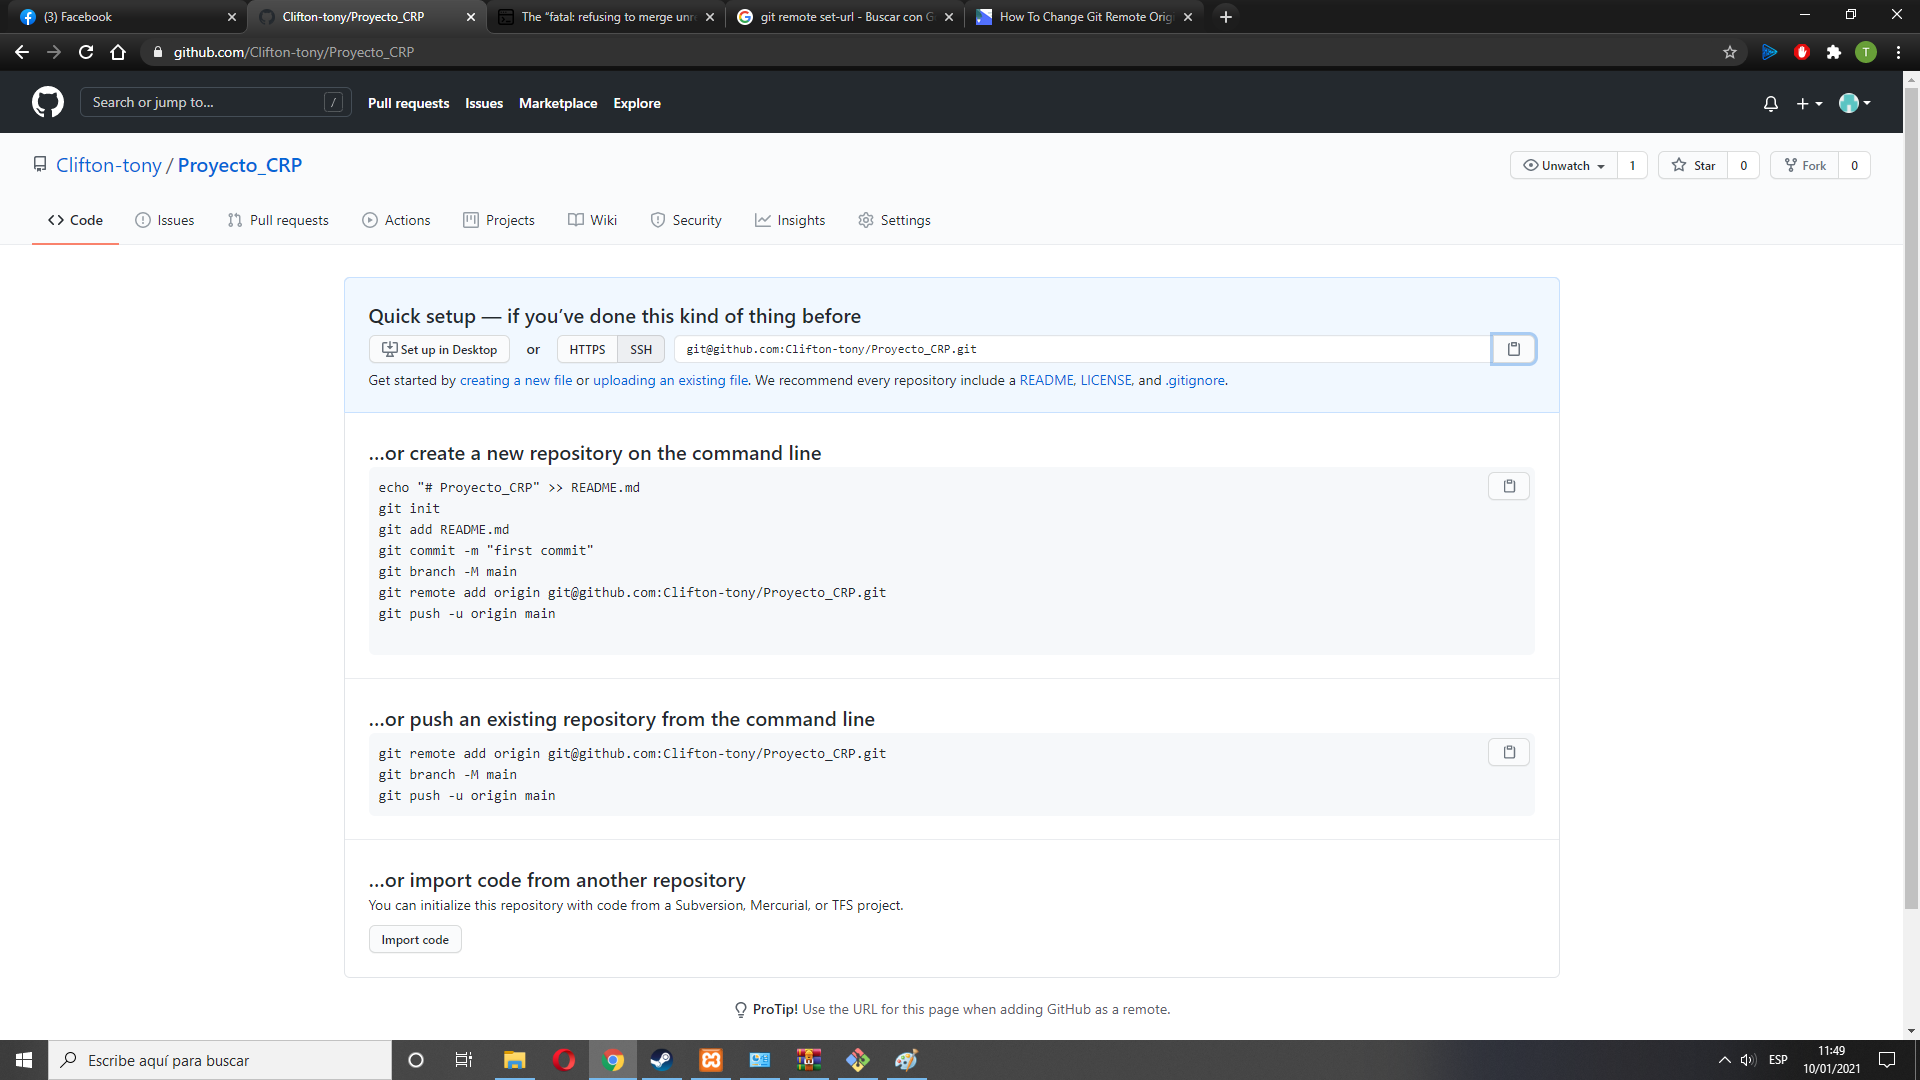 (3) Facebook
Clifton-tony/Proyecto_CRP
The "fatal: refusing to merge unr
git remote set-url - Buscar con G
How To Change Git Remote Orig
github.com/Clifton-tony/Proyecto_CRP
T
Search or jump to...
/
Pull requests
Issues
Marketplace
Explore
Clifton-tony / Proyecto_CRP
Unwatch 1
Star 0
Fork 0
Code
Issues
Pull requests
Actions
Projects
Wiki
Security
Insights
Settings
Quick setup — if you've done this kind of thing before
Set up in Desktop or HTTPS SSH git@github.com:Clifton-tony/Proyecto_CRP.git
Get started by creating a new file or uploading an existing file. We recommend every repository include a README, LICENSE, and .gitignore.
...or create a new repository on the command line
echo "# Proyecto_CRP" >> README.md
git init
git add README.md
git commit -m "first commit"
git branch -M main
git remote add origin git@github.com:Clifton-tony/Proyecto_CRP.git
git push -u origin main
...or push an existing repository from the command line
git remote add origin git@github.com:Clifton-tony/Proyecto_CRP.git
git branch -M main
git push -u origin main
...or import code from another repository
You can initialize this repository with code from a Subversion, Mercurial, or TFS project.
Import code
ProTip! Use the URL for this page when adding GitHub as a remote.
Escribe aquí para buscar
ESP
11:49
10/01/2021